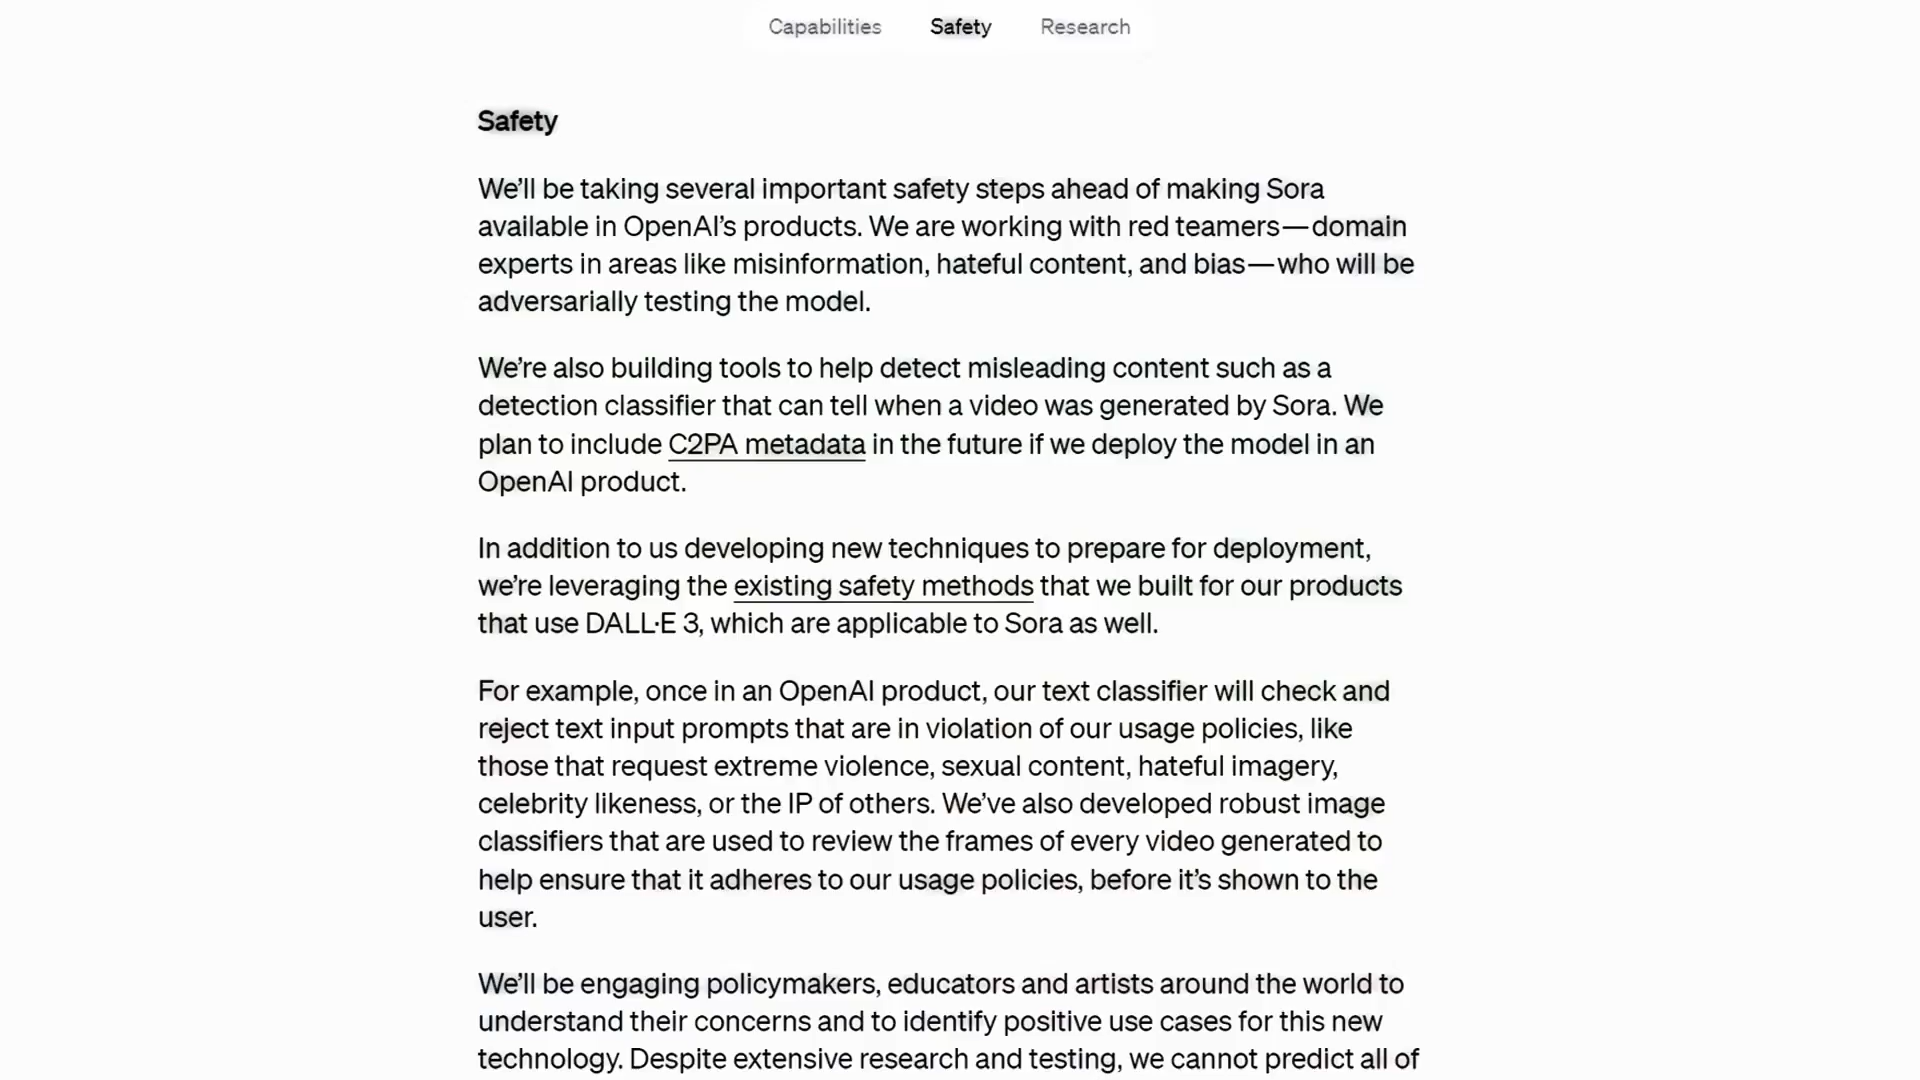 Capabilities Safety Research
Safety
We’ll be taking several important safety steps ahead of making Sora
available in OpenAI’s products. We are working with red teamers—domain
experts in areas like misinformation, hateful content, and bias—who will be
adversarially testing the model.
We’re also building tools to help detect misleading content such as a
detection classifier that can tell when a video was generated by Sora. We
plan to include C2PA metadata in the future if we deploy the model in an
OpenAI product.
In addition to us developing new techniques to prepare for deployment,
we’re leveraging the existing safety methods that we built for our products
that use DALL·E 3, which are applicable to Sora as well.
For example, once in an OpenAI product, our text classifier will check and
reject text input prompts that are in violation of our usage policies, like
those that request extreme violence, sexual content, hateful imagery,
celebrity likeness, or the IP of others. We’ve also developed robust image
classifiers that are used to review the frames of every video generated to
help ensure that it adheres to our usage policies, before it’s shown to the
user.
We’ll be engaging policymakers, educators and artists around the world to
understand their concerns and to identify positive use cases for this new
technology. Despite extensive research and testing, we cannot predict all of